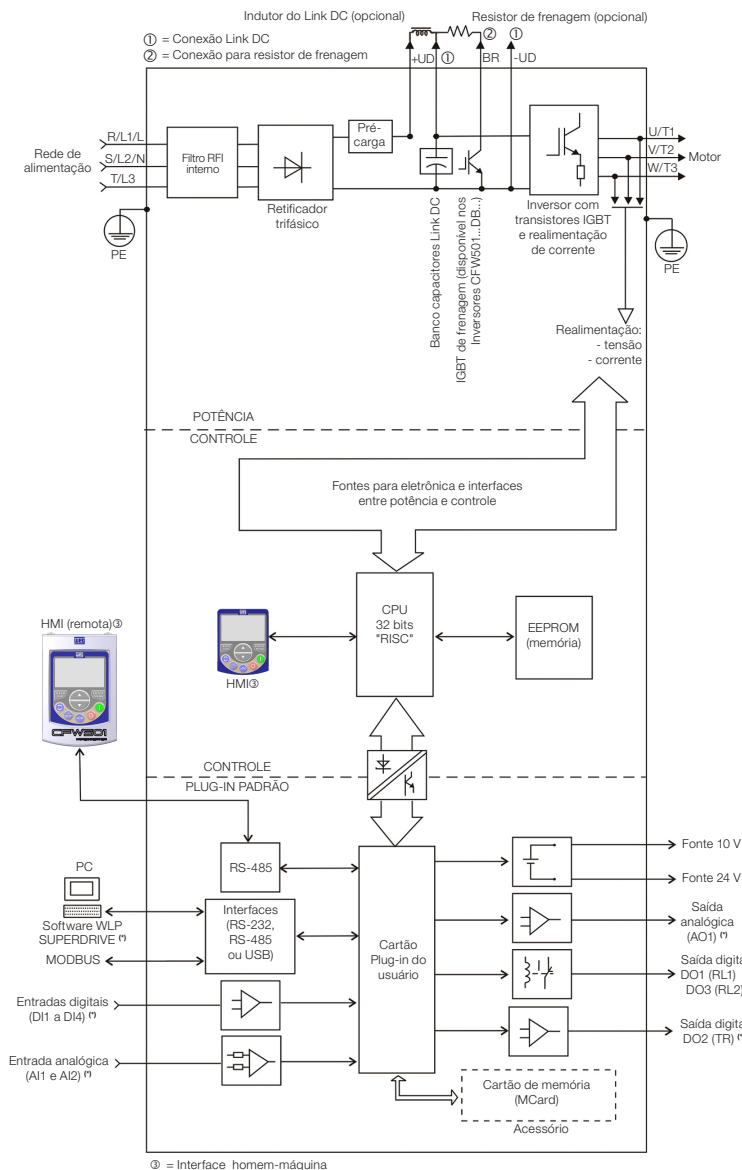 Indutor do Link DC (opcional)
Resistor de frenagem (opcional)
① = Conexão Link DC
② = Conexão para resistor de frenagem
② ①
+UD ① BR -UD
Rede de
alimentação
R/L1/L
S/L2/N
T/L3
Filtro RFI
interno
Pré-
carga
Retificador
trifásico
Banco capacitores Link DC
IGBT de frenagem (disponível nos
Inversores CFW501...DB...)
Inversor com
transistores IGBT
e realimentação
de corrente
U/T1
V/T2
W/T3
Motor
PE
PE
Realimentação:
- tensão
- corrente
POTÊNCIA
CONTROLE
Fontes para eletrônica e interfaces
entre potência e controle
CPU
32 bits
"RISC"
EEPROM
(memória)
HMI③
HMI (remota)③
CFW501
CONTROLE
PLUG-IN PADRÃO
RS-485
PC
Software WLP
SUPERDRIVE (*)
MODBUS
Interfaces
(RS-232,
RS-485
ou USB)
Entradas digitais
(DI1 a DI4) (*)
Entrada analógica
(AI1 e AI2) (*)
Cartão
Plug-in do
usuário
Fonte 10 V
Fonte 24 V
Saída
analógica
(AO1) (*)
Saída digita
DO1 (RL1)
DO3 (RL2)
Saída digita
DO2 (TR) (*
Cartão de memória
(MCard)
Acessório
③ = Interface homem-máquina